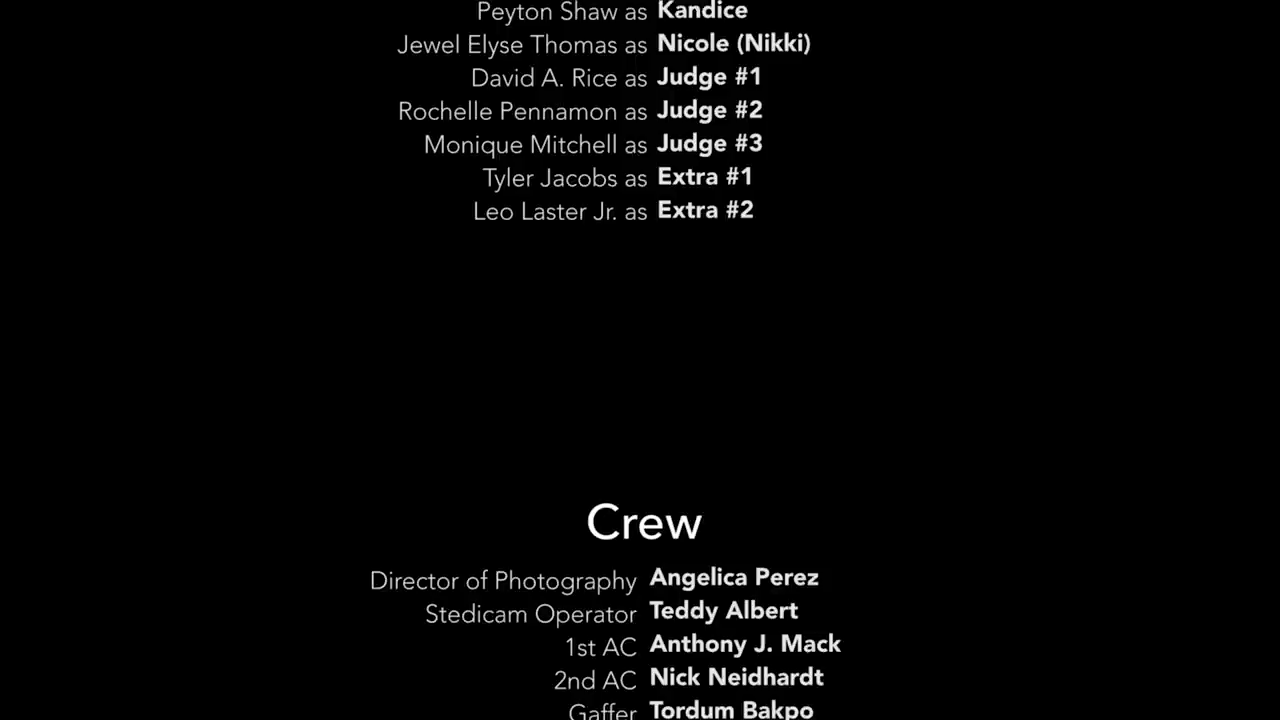 Peyton Shaw as Kandice
Jewel Elyse Thomas as Nicole (Nikki)
David A. Rice as Judge #1
Rochelle Pennamon as Judge #2
Monique Mitchell as Judge #3
Tyler Jacobs as Extra #1
Leo Laster Jr. as Extra #2
Crew
Director of Photography Angelica Perez
Stedicam Operator Teddy Albert
1st AC Anthony J. Mack
2nd AC Nick Neidhardt
Gaffer Tordum Bakpo